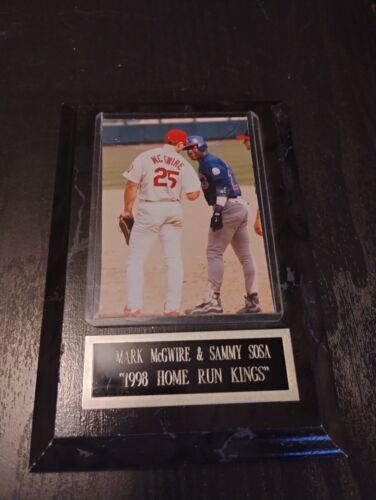 McGWIRE
25
MARK McGWIRE & SAMMY SOSA
"1998 HOME RUN KINGS"